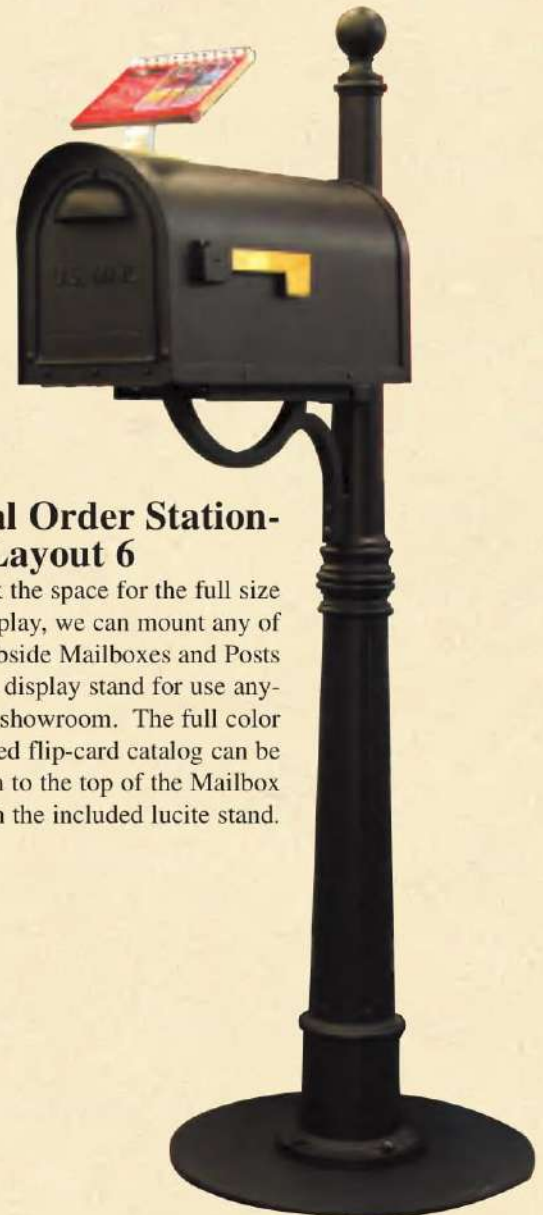 al Order Station-
Layout 6
the space for the full size
play, we can mount any of
bside Mailboxes and Posts
display stand for use any-
showroom. The full color
ed flip-card catalog can be
n to the top of the Mailbox
n the included lucite stand.
U.S. MAIL